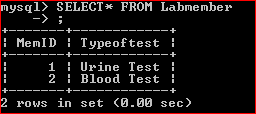 mysql> SELECT* FROM Labmember
    -> ;
+-------+------------+
| MemID | Typeoftest |
+-------+------------+
|     1 | Urine Test |
|     2 | Blood Test |
+-------+------------+
2 rows in set (0.00 sec)